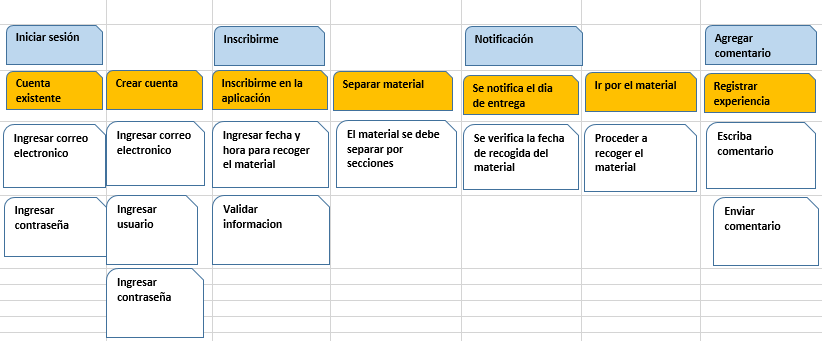 Iniciar sesión
Inscribirme
Notificación
Agregar
comentario
Cuenta
existente
Crear cuenta
Inscribirme en la
aplicación
Separar material
Se notifica el dia
de entrega
Ir por el material
Registrar
experiencia
Ingresar correo
electronico
Ingresar correo
electronico
Ingresar fecha y
hora para recoger
el material
El material se debe
separar por
secciones
Se verifica la fecha
de recogida del
material
Proceder a
recoger el
material
Escriba
comentario
Ingresar
contraseña
Ingresar
usuario
Validar
informacion
Enviar
comentario
Ingresar
contraseña